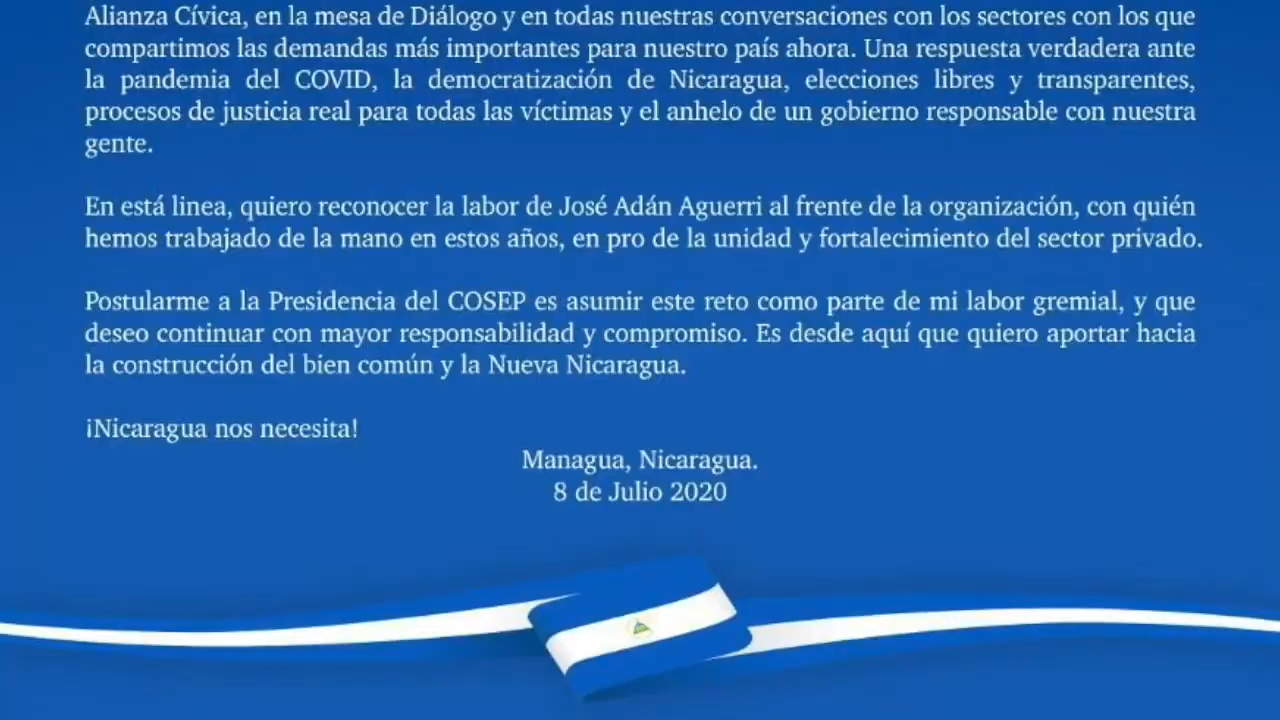 Alianza Cívica, en la mesa de Diálogo y en todas nuestras conversaciones con los sectores con los que
compartimos las demandas más importantes para nuestro país ahora. Una respuesta verdadera ante
la pandemia del COVID, la democratización de Nicaragua, elecciones libres y transparentes,
procesos de justicia real para todas las víctimas y el anhelo de un gobierno responsable con nuestra
gente.
En está linea, quiero reconocer la labor de José Adán Aguerri al frente de la organización, con quién
hemos trabajado de la mano en estos años, en pro de la unidad y fortalecimiento del sector privado.
Postularme a la Presidencia del COSEP es asumir este reto como parte de mi labor gremial, y que
deseo continuar con mayor responsabilidad y compromiso. Es desde aquí que quiero aportar hacia
la construcción del bien común y la Nueva Nicaragua.
¡Nicaragua nos necesita!
Managua, Nicaragua.
8 de Julio 2020